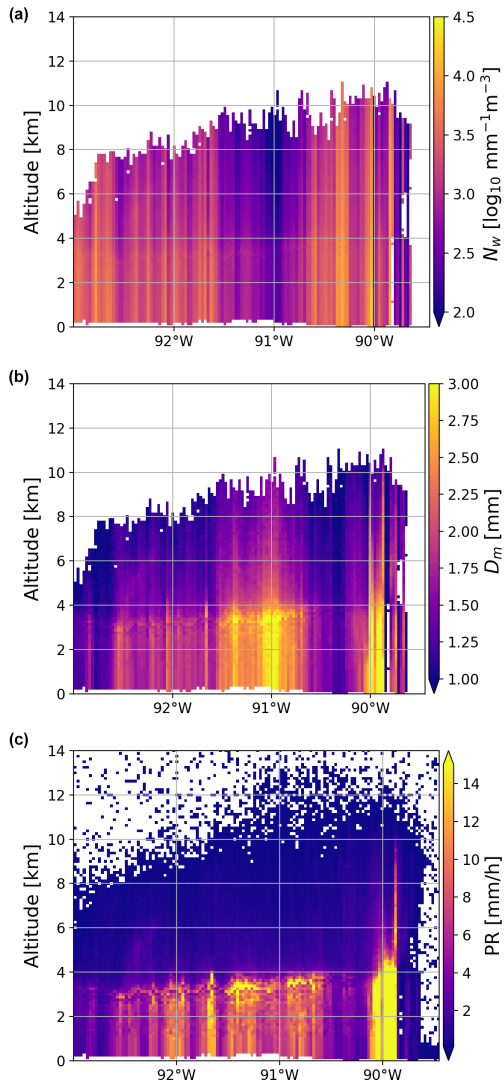 (a)
14
12
10
8
6
4
2
0
Altitude [km]
92°W
91°W
90°W
4.5
4.0
3.5
3.0
2.5
2.0
N_w [log₁₀ mm⁻¹m⁻³]
(b)
14
12
10
8
6
4
2
0
Altitude [km]
92°W
91°W
90°W
3.00
2.75
2.50
2.25
2.00
1.75
1.50
1.25
1.00
D_m [mm]
(c)
14
12
10
8
6
4
2
0
Altitude [km]
92°W
91°W
90°W
14
12
10
8
6
4
2
PR [mm/h]